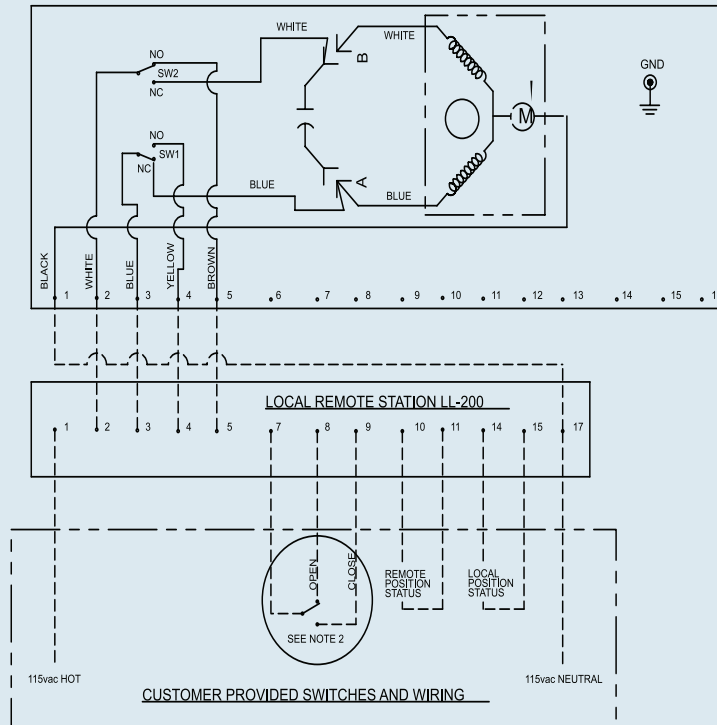 NO
SW2
NC
WHITE
B
WHITE
M
GND
NO
SW1
NC
BLUE
A
BLUE
BLACK
WHITE
BLUE
YELLOW
BROWN
1 2 3 4 5 6 7 8 9 10 11 12 13 14 15 1
LOCAL REMOTE STATION LL-200
1 2 3 4 5 7 8 9 10 11 14 15 17
OPEN
CLOSE
SEE NOTE 2
REMOTE
POSITION
STATUS
LOCAL
POSITION
STATUS
115vac HOT
115vac NEUTRAL
CUSTOMER PROVIDED SWITCHES AND WIRING